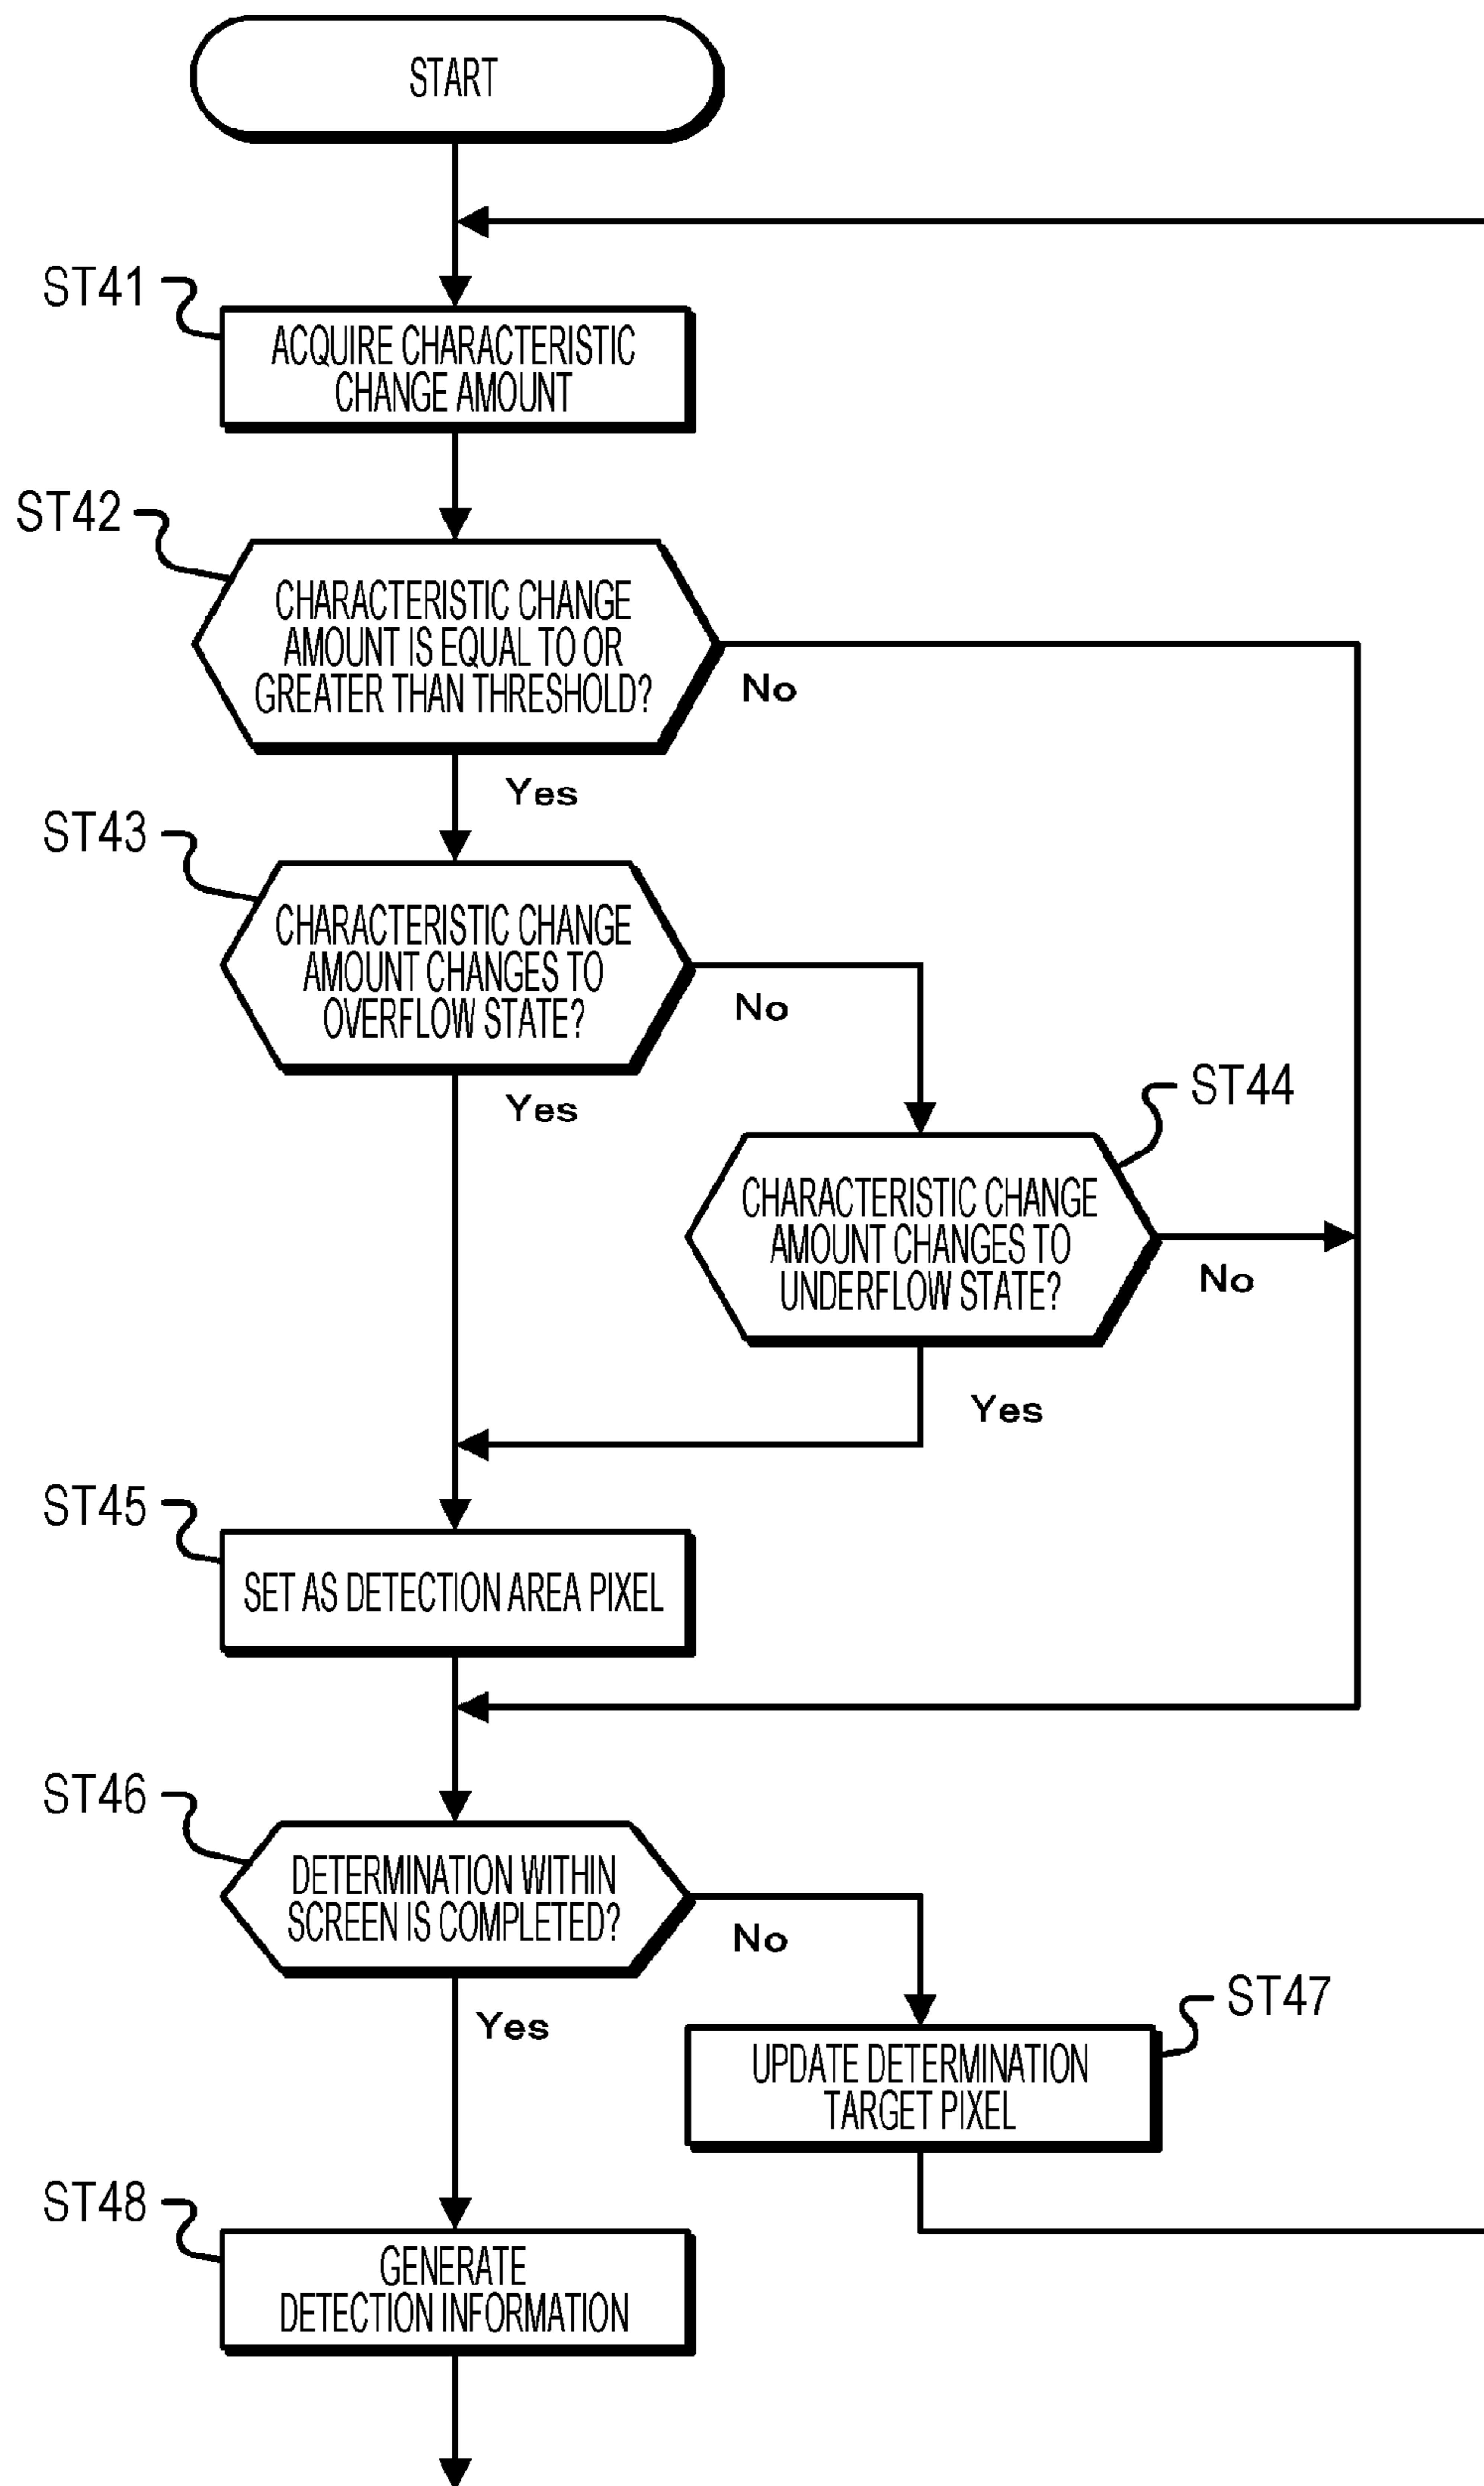 START
ST41
ACQUIRE CHARACTERISTIC
CHANGE AMOUNT
ST42
CHARACTERISTIC CHANGE
AMOUNT IS EQUAL TO OR
GREATER THAN THRESHOLD?
No
Yes
ST43
CHARACTERISTIC CHANGE
AMOUNT CHANGES TO
OVERFLOW STATE?
No
Yes
ST44
CHARACTERISTIC CHANGE
AMOUNT CHANGES TO
UNDERFLOW STATE?
No
Yes
ST45
SET AS DETECTION AREA PIXEL
ST46
DETERMINATION WITHIN
SCREEN IS COMPLETED?
No
Yes
ST47
UPDATE DETERMINATION
TARGET PIXEL
ST48
GENERATE
DETECTION INFORMATION